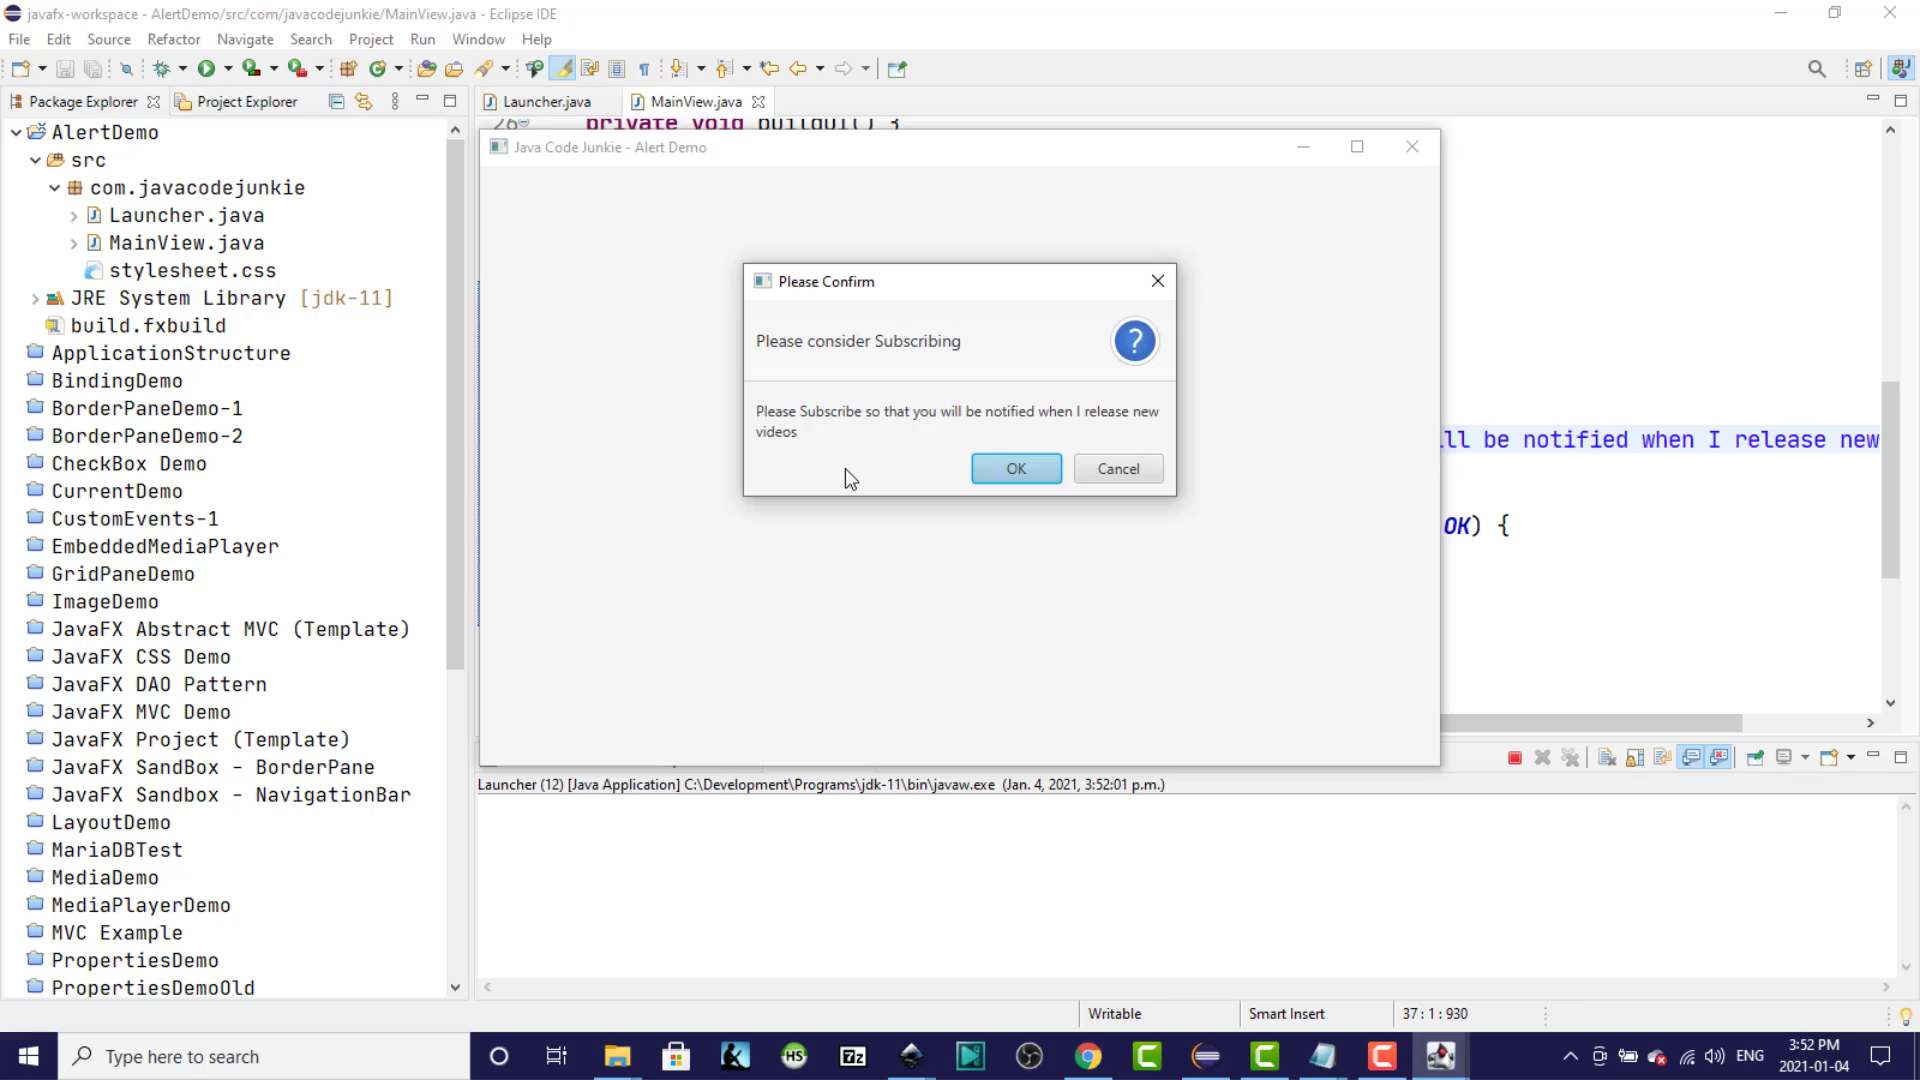 javafx-workspace - AlertDemo/src/com/javacodejunkie/MainView.java - Eclipse IDE
File Edit Source Refactor Navigate Search Project Run Window Help
Package Explorer Project Explorer
Launcher.java MainView.java
AlertDemo
src
com.javacodejunkie
Launcher.java
MainView.java
stylesheet.css
JRE System Library [jdk-11]
build.fxbuild
ApplicationStructure
BindingDemo
BorderPaneDemo-1
BorderPaneDemo-2
CheckBox Demo
CurrentDemo
CustomEvents-1
EmbeddedMediaPlayer
GridPaneDemo
ImageDemo
JavaFX Abstract MVC (Template)
JavaFX CSS Demo
JavaFX DAO Pattern
JavaFX MVC Demo
JavaFX Project (Template)
JavaFX SandBox - BorderPane
JavaFX Sandbox - NavigationBar
LayoutDemo
MariaDBTest
MediaDemo
MediaPlayerDemo
MVC Example
PropertiesDemo
PropertiesDemoOld
26 private void buildUI() {
Java Code Junkie - Alert Demo
Please Confirm
Please consider Subscribing
?
Please Subscribe so that you will be notified when I release new
videos
OK Cancel
ll be notified when I release new
OK) {
Launcher (12) [Java Application] C:\Development\Programs\jdk-11\bin\javaw.exe (Jan. 4, 2021, 3:52:01 p.m.)
Writable Smart Insert 37 : 1 : 930
Type here to search
HS
7z
ENG
3:52 PM
2021-01-04